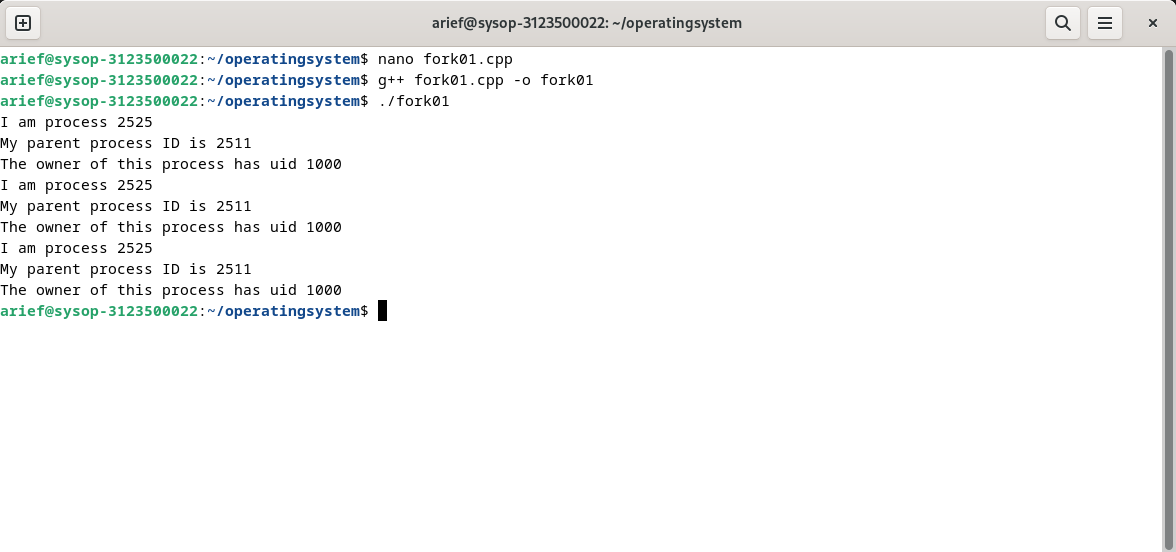 arief@sysop-3123500022: ~/operatingsystem
arief@sysop-3123500022:~/operatingsystem$ nano fork01.cpp
arief@sysop-3123500022:~/operatingsystem$ g++ fork01.cpp -o fork01
arief@sysop-3123500022:~/operatingsystem$ ./fork01
I am process 2525
My parent process ID is 2511
The owner of this process has uid 1000
I am process 2525
My parent process ID is 2511
The owner of this process has uid 1000
I am process 2525
My parent process ID is 2511
The owner of this process has uid 1000
arief@sysop-3123500022:~/operatingsystem$